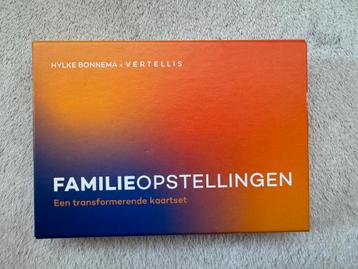 HYLKE BONNEMA x VERTELLIS
FAMILIEOPSTELLINGEN
Een transformerende kaartset